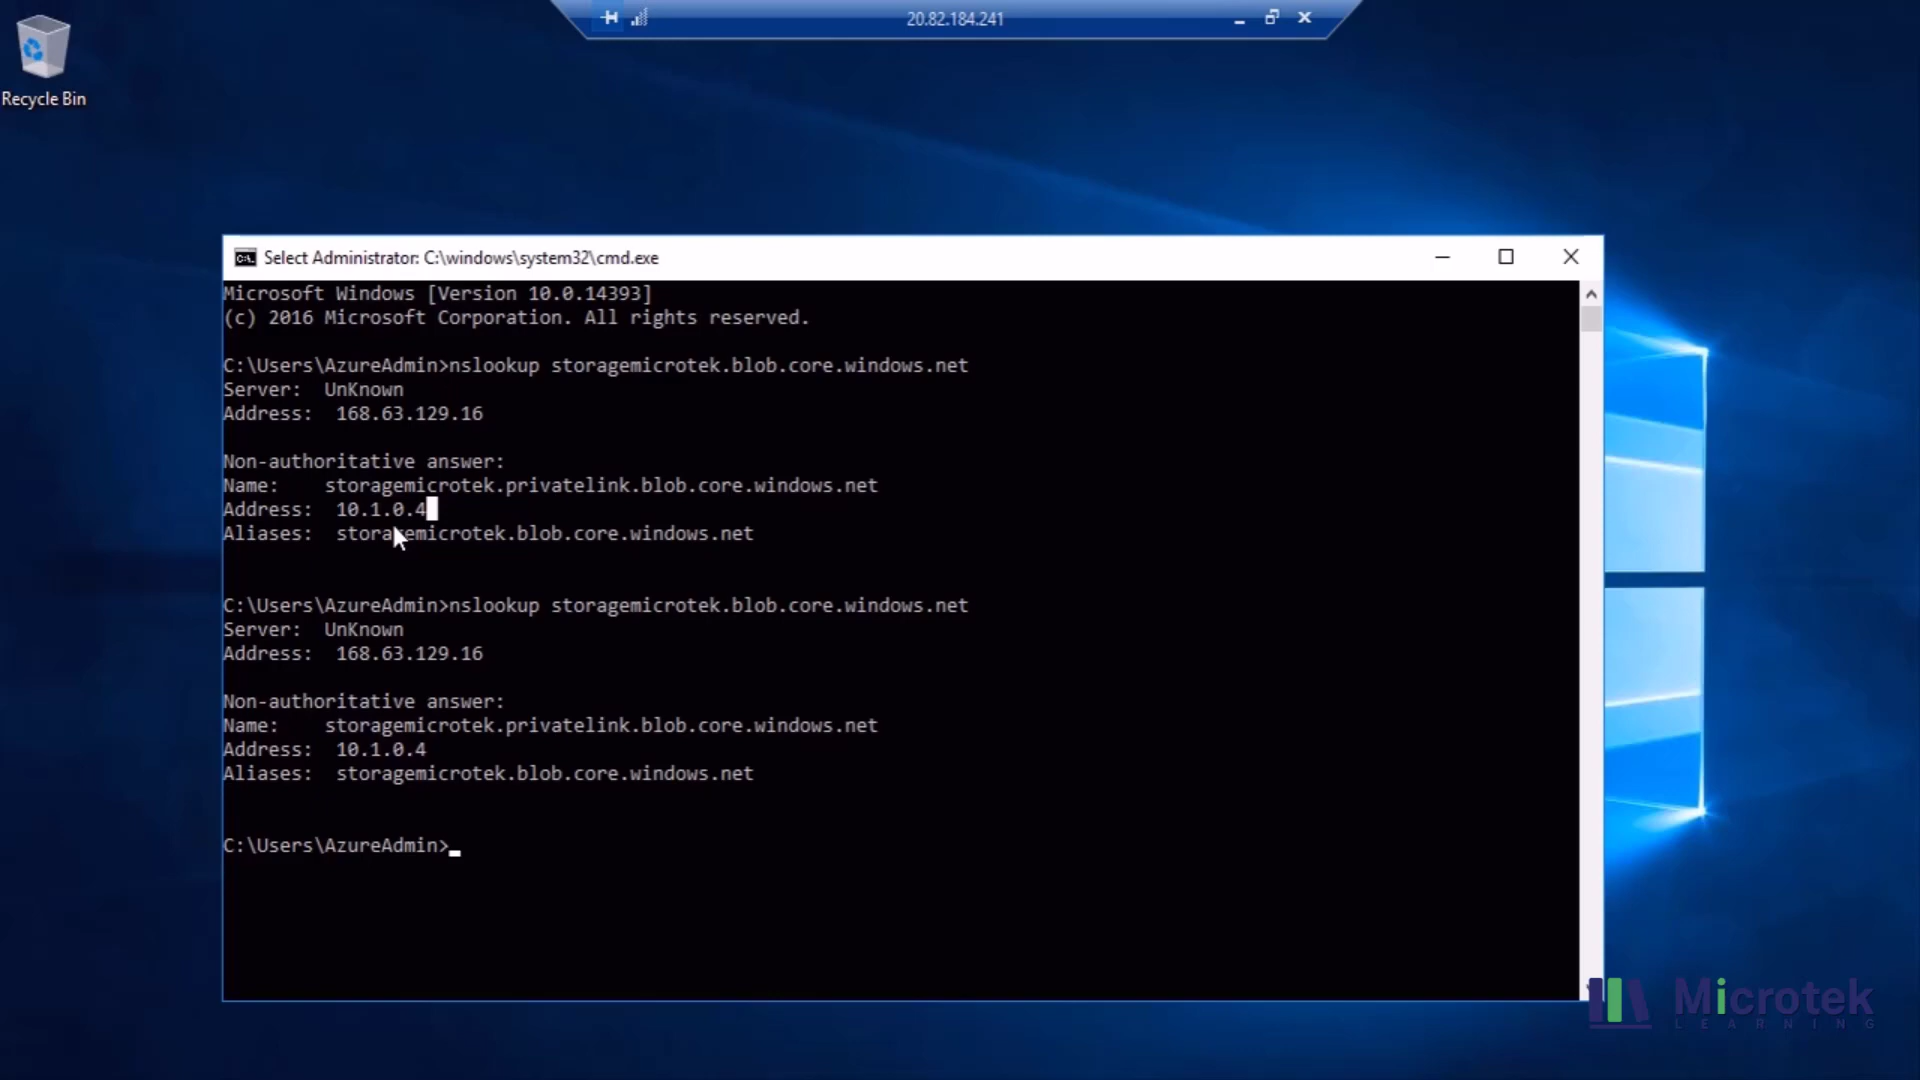 20.82.184.241
Recycle Bin
Select Administrator: C:\windows\system32\cmd.exe
Microsoft Windows [Version 10.0.14393]
(c) 2016 Microsoft Corporation. All rights reserved.
C:\Users\AzureAdmin>nslookup storagemicrotek.blob.core.windows.net
Server:  UnKnown
Address:  168.63.129.16
Non-authoritative answer:
Name:    storagemicrotek.privatelink.blob.core.windows.net
Address:  10.1.0.4
Aliases:  storagemicrotek.blob.core.windows.net
C:\Users\AzureAdmin>nslookup storagemicrotek.blob.core.windows.net
Server:  UnKnown
Address:  168.63.129.16
Non-authoritative answer:
Name:    storagemicrotek.privatelink.blob.core.windows.net
Address:  10.1.0.4
Aliases:  storagemicrotek.blob.core.windows.net
C:\Users\AzureAdmin>
Microtek
LEARNING